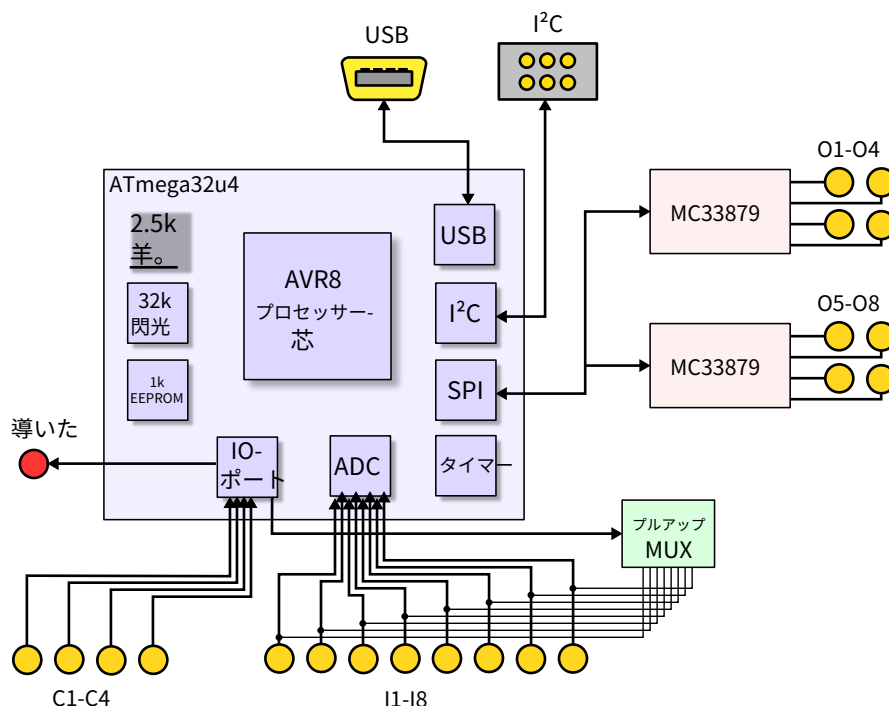 USB
I²C
O1-O4
ATmega32u4
2.5k
羊。
USB
MC33879
AVR8
プロセッサー-
芯
32k
閃光
I²C
O5-O8
1k
EEPROM
SPI
MC33879
導いた
IO-
ポート
ADC
タイマー
プルアップ
MUX
C1-C4
I1-I8